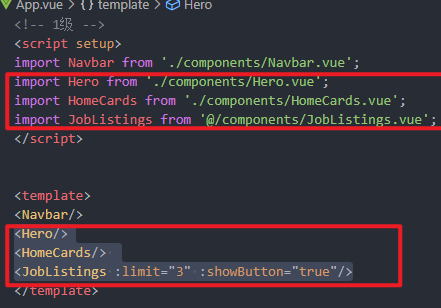 App.vue > {} template > Hero
<!-- 1级 -->
<script setup>
import Navbar from './components/Navbar.vue';
import Hero from './components/Hero.vue';
import HomeCards from './components/HomeCards.vue';
import JobListings from '@/components/JobListings.vue';
</script>
<template>
<Navbar/>
<Hero/>
<HomeCards/>
<JobListings :limit="3" :showButton="true"/>
</template>